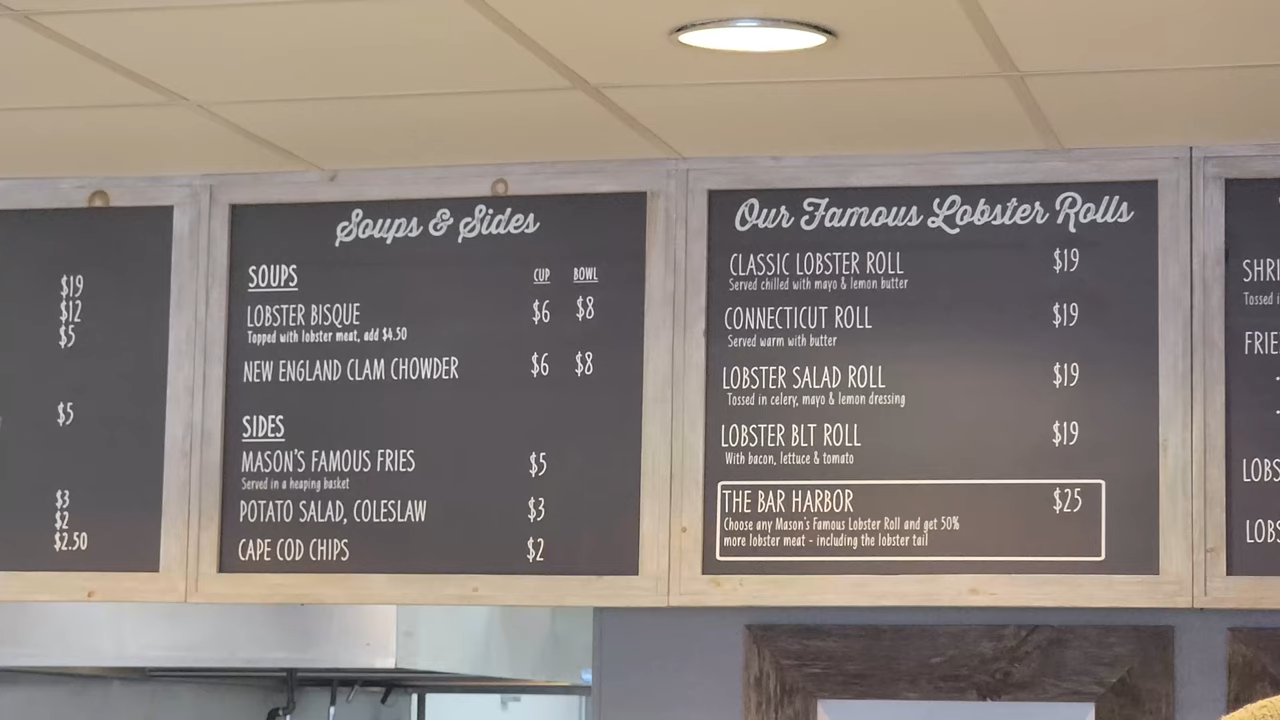 $19
$12
$5
$5
$3
$2
$2.50
Soups & Sides
SOUPS CUP BOWL
LOBSTER BISQUE $6 $8
Topped with lobster meat, add $4.50
NEW ENGLAND CLAM CHOWDER $6 $8
SIDES
MASON'S FAMOUS FRIES $5
Served in a heaping basket
POTATO SALAD, COLESLAW $3
CAPE COD CHIPS $2
Our Famous Lobster Rolls
CLASSIC LOBSTER ROLL $19
Served chilled with mayo & lemon butter
CONNECTICUT ROLL $19
Served warm with butter
LOBSTER SALAD ROLL $19
Tossed in celery, mayo & lemon dressing
LOBSTER BLT ROLL $19
With bacon, lettuce & tomato
THE BAR HARBOR $25
Choose any Mason's Famous Lobster Roll and get 50%
more lobster meat - including the lobster tail
SHRI
Tossed i
FRIE
LOBS
LOBS